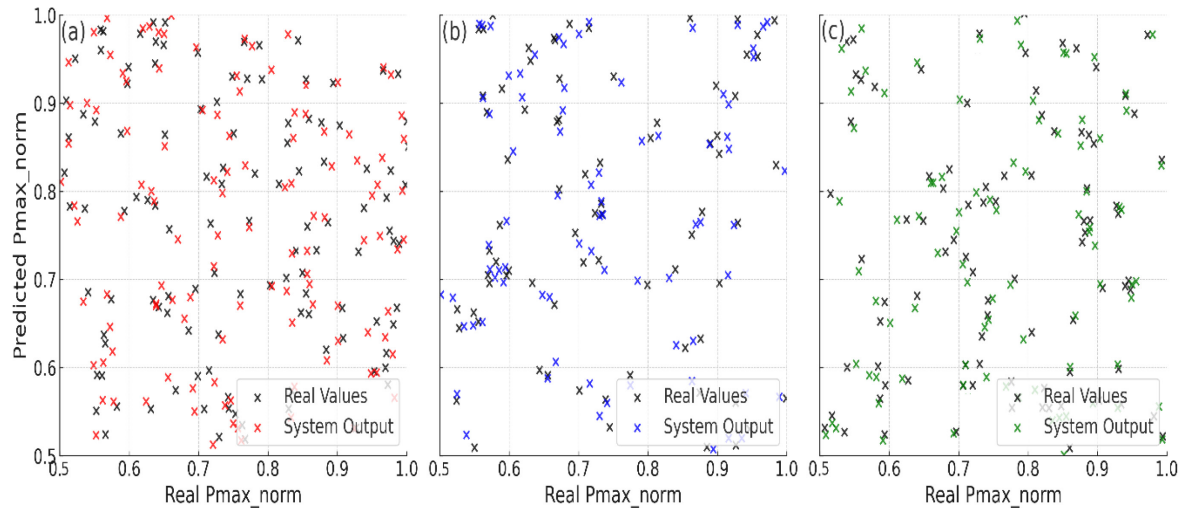 (a)
(b)
(c)
Predicted Pmax_norm
1.0
0.9
0.8
0.7
0.6
0.5
0.5 0.6 0.7 0.8 0.9 1.0
0.5 0.6 0.7 0.8 0.9 1.0
0.5 0.6 0.7 0.8 0.9 1.0
Real Values
System Output
Real Values
System Output
Real Values
System Output
Real Pmax_norm
Real Pmax_norm
Real Pmax_norm